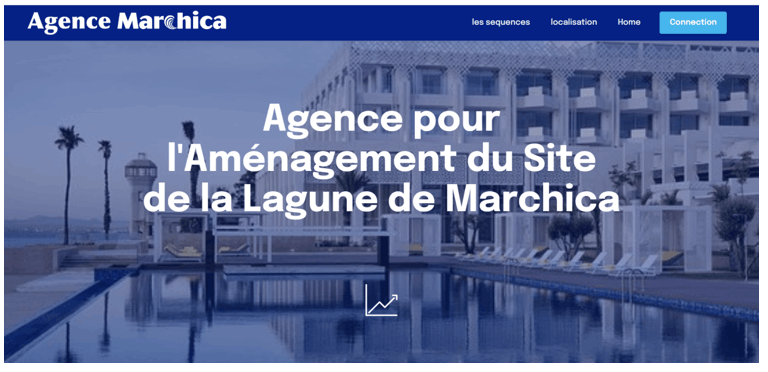 Agence Marchica
les sequences localisation Home Connection
Agence pour
l'Aménagement du Site
de la Lagune de Marchica